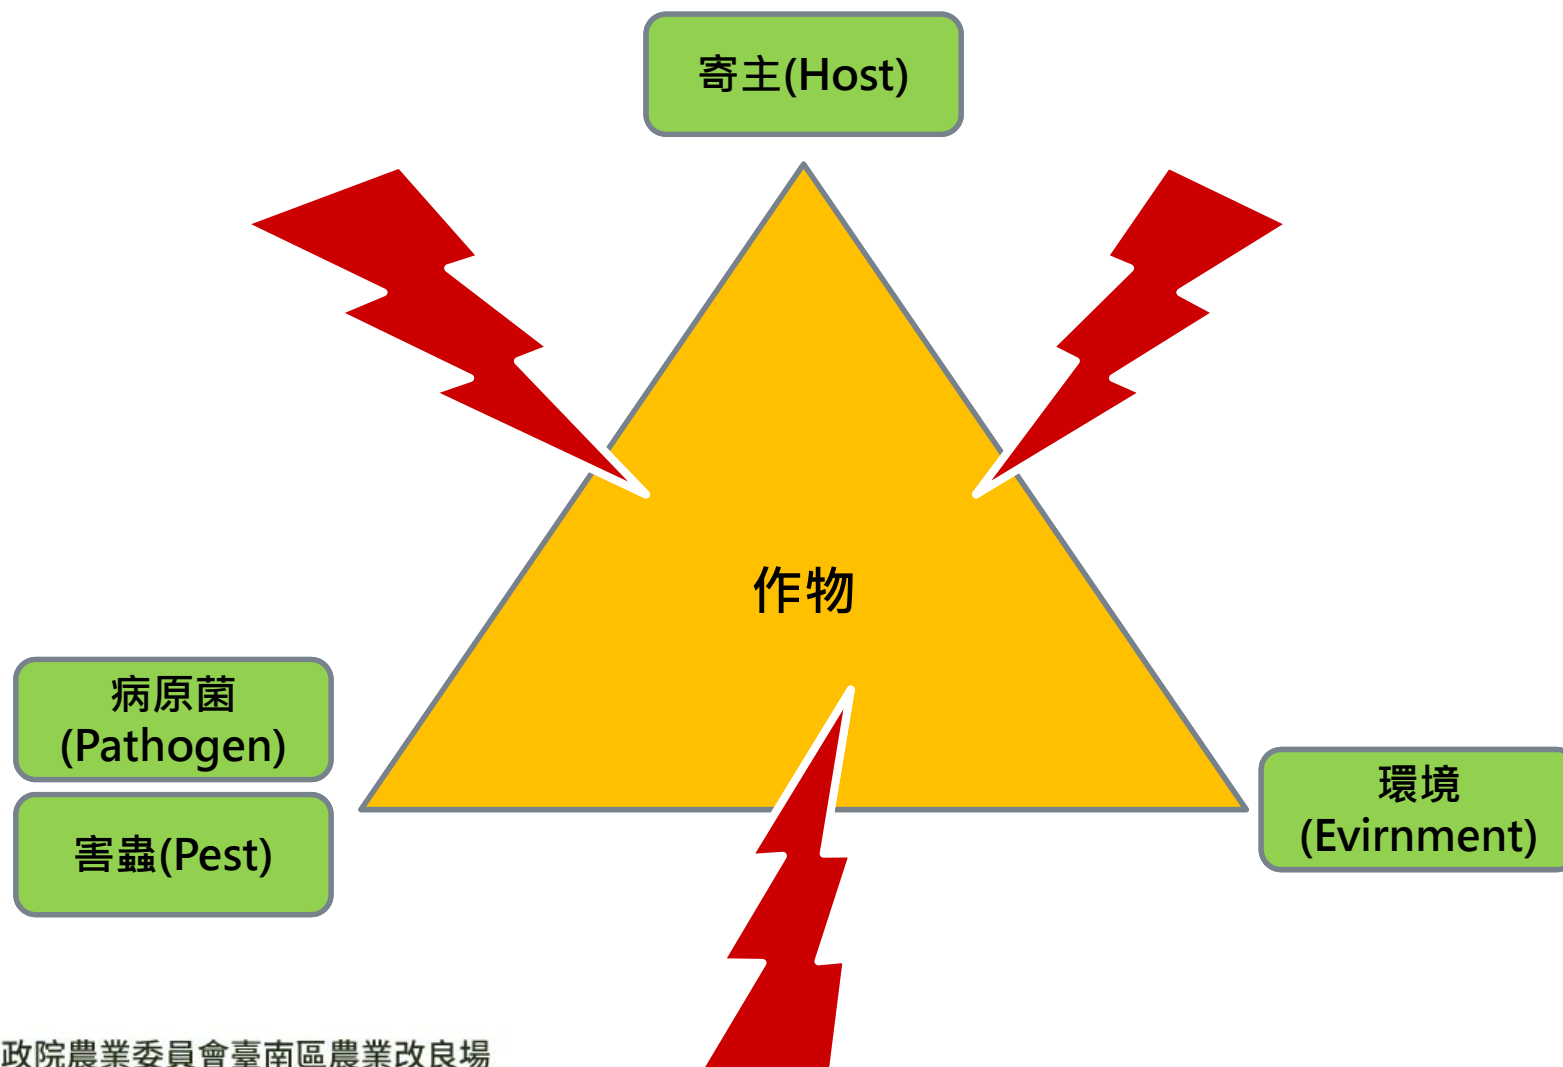 寄主(Host)
作物
病原菌
(Pathogen)
害蟲(Pest)
環境
(Evirnment)
政院農業委員會臺南區農業改良場